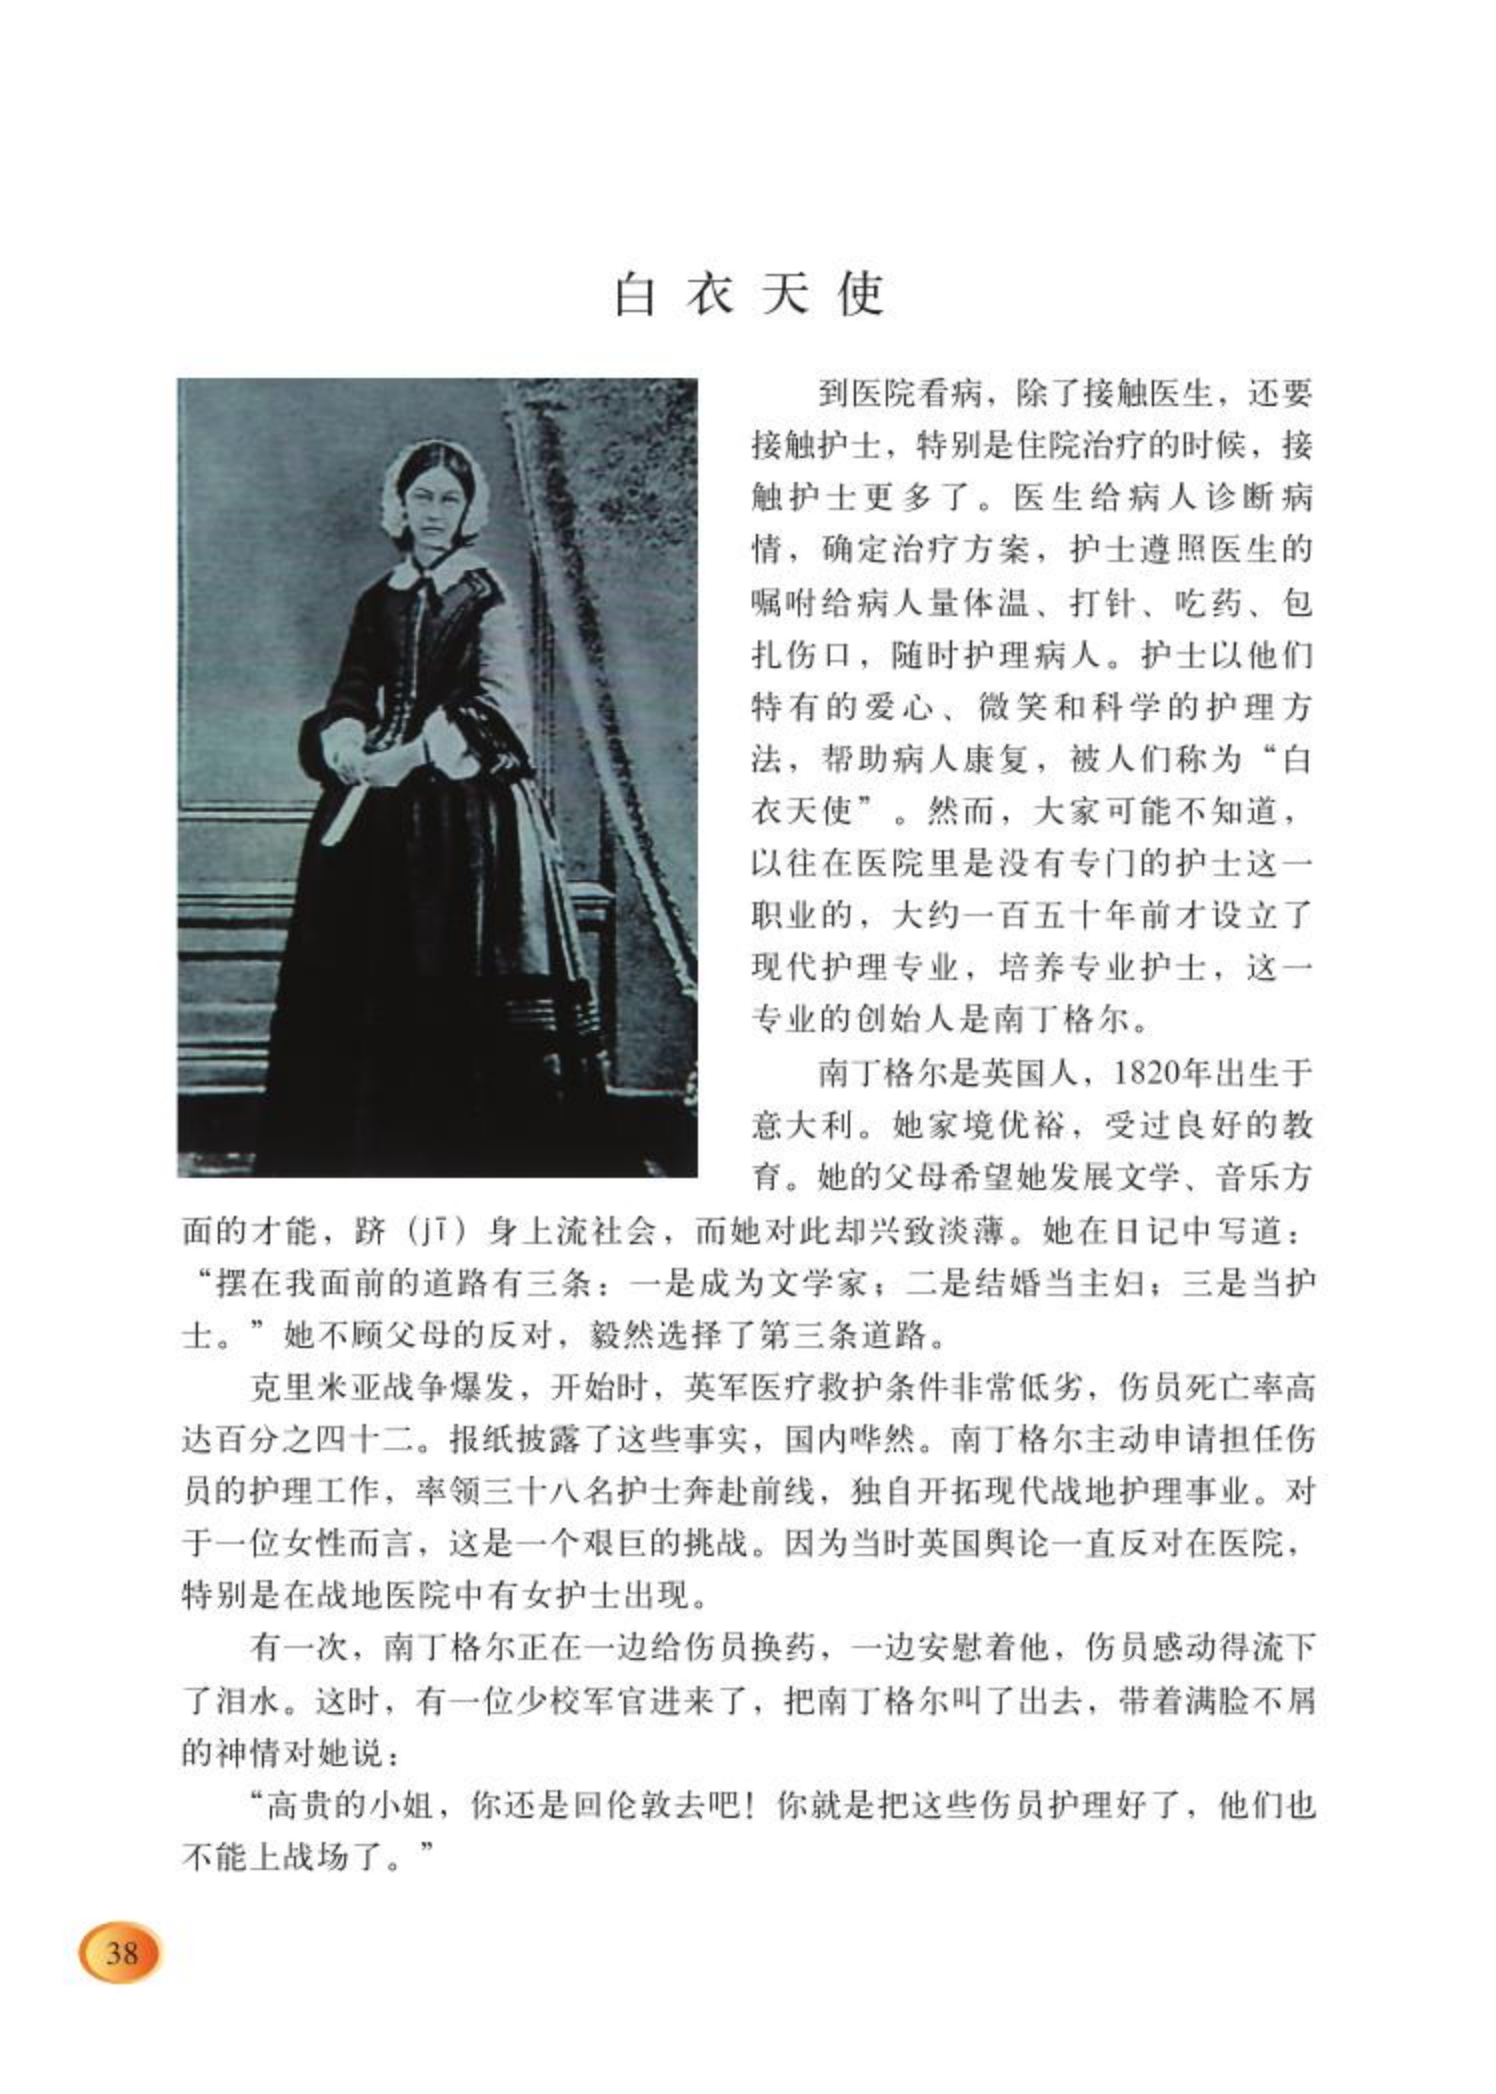 白衣天使
到医院看病，除了接触医生，还要
接触护士，特别是住院治疗的时候，接
触护士更多了。医生给病人诊断病
情，确定治疗方案，护士遵照医生的
嘱咐给病人量体温、打针、吃药、包
扎伤口，随时护理病人。护士以他们
特有的爱心、微笑和科学的护理方
法，帮助病人康复，被人们称为“白
衣天使”。然而，大家可能不知道，
以往在医院里是没有专门的护士这一
职业的，大约一百五十年前才设立了
现代护理专业，培养专业护士，这一
专业的创始人是南丁格尔。
南丁格尔是英国人，1820年出生于
意大利。她家境优裕，受过良好的教
育。她的父母希望她发展文学、音乐方
面的才能，跻（jī）身上流社会，而她对此却兴致淡薄。她在日记中写道：
“摆在我面前的道路有三条：一是成为文学家；二是结婚当主妇；三是当护
士。”她不顾父母的反对，毅然选择了第三条道路。
克里米亚战争爆发，开始时，英军医疗救护条件非常低劣，伤员死亡率高
达百分之四十二。报纸披露了这些事实，国内哗然。南丁格尔主动申请担任伤
员的护理工作，率领三十八名护士奔赴前线，独自开拓现代战地护理事业。对
于一位女性而言，这是一个艰巨的挑战。因为当时英国舆论一直反对在医院，
特别是在战地医院中有女护士出现。
有一次，南丁格尔正在一边给伤员换药，一边安慰着他，伤员感动得流下
了泪水。这时，有一位少校军官进来了，把南丁格尔叫了出去，带着满脸不屑
的神情对她说：
“高贵的小姐，你还是回伦敦去吧！你就是把这些伤员护理好了，他们也
不能上战场了。”
38